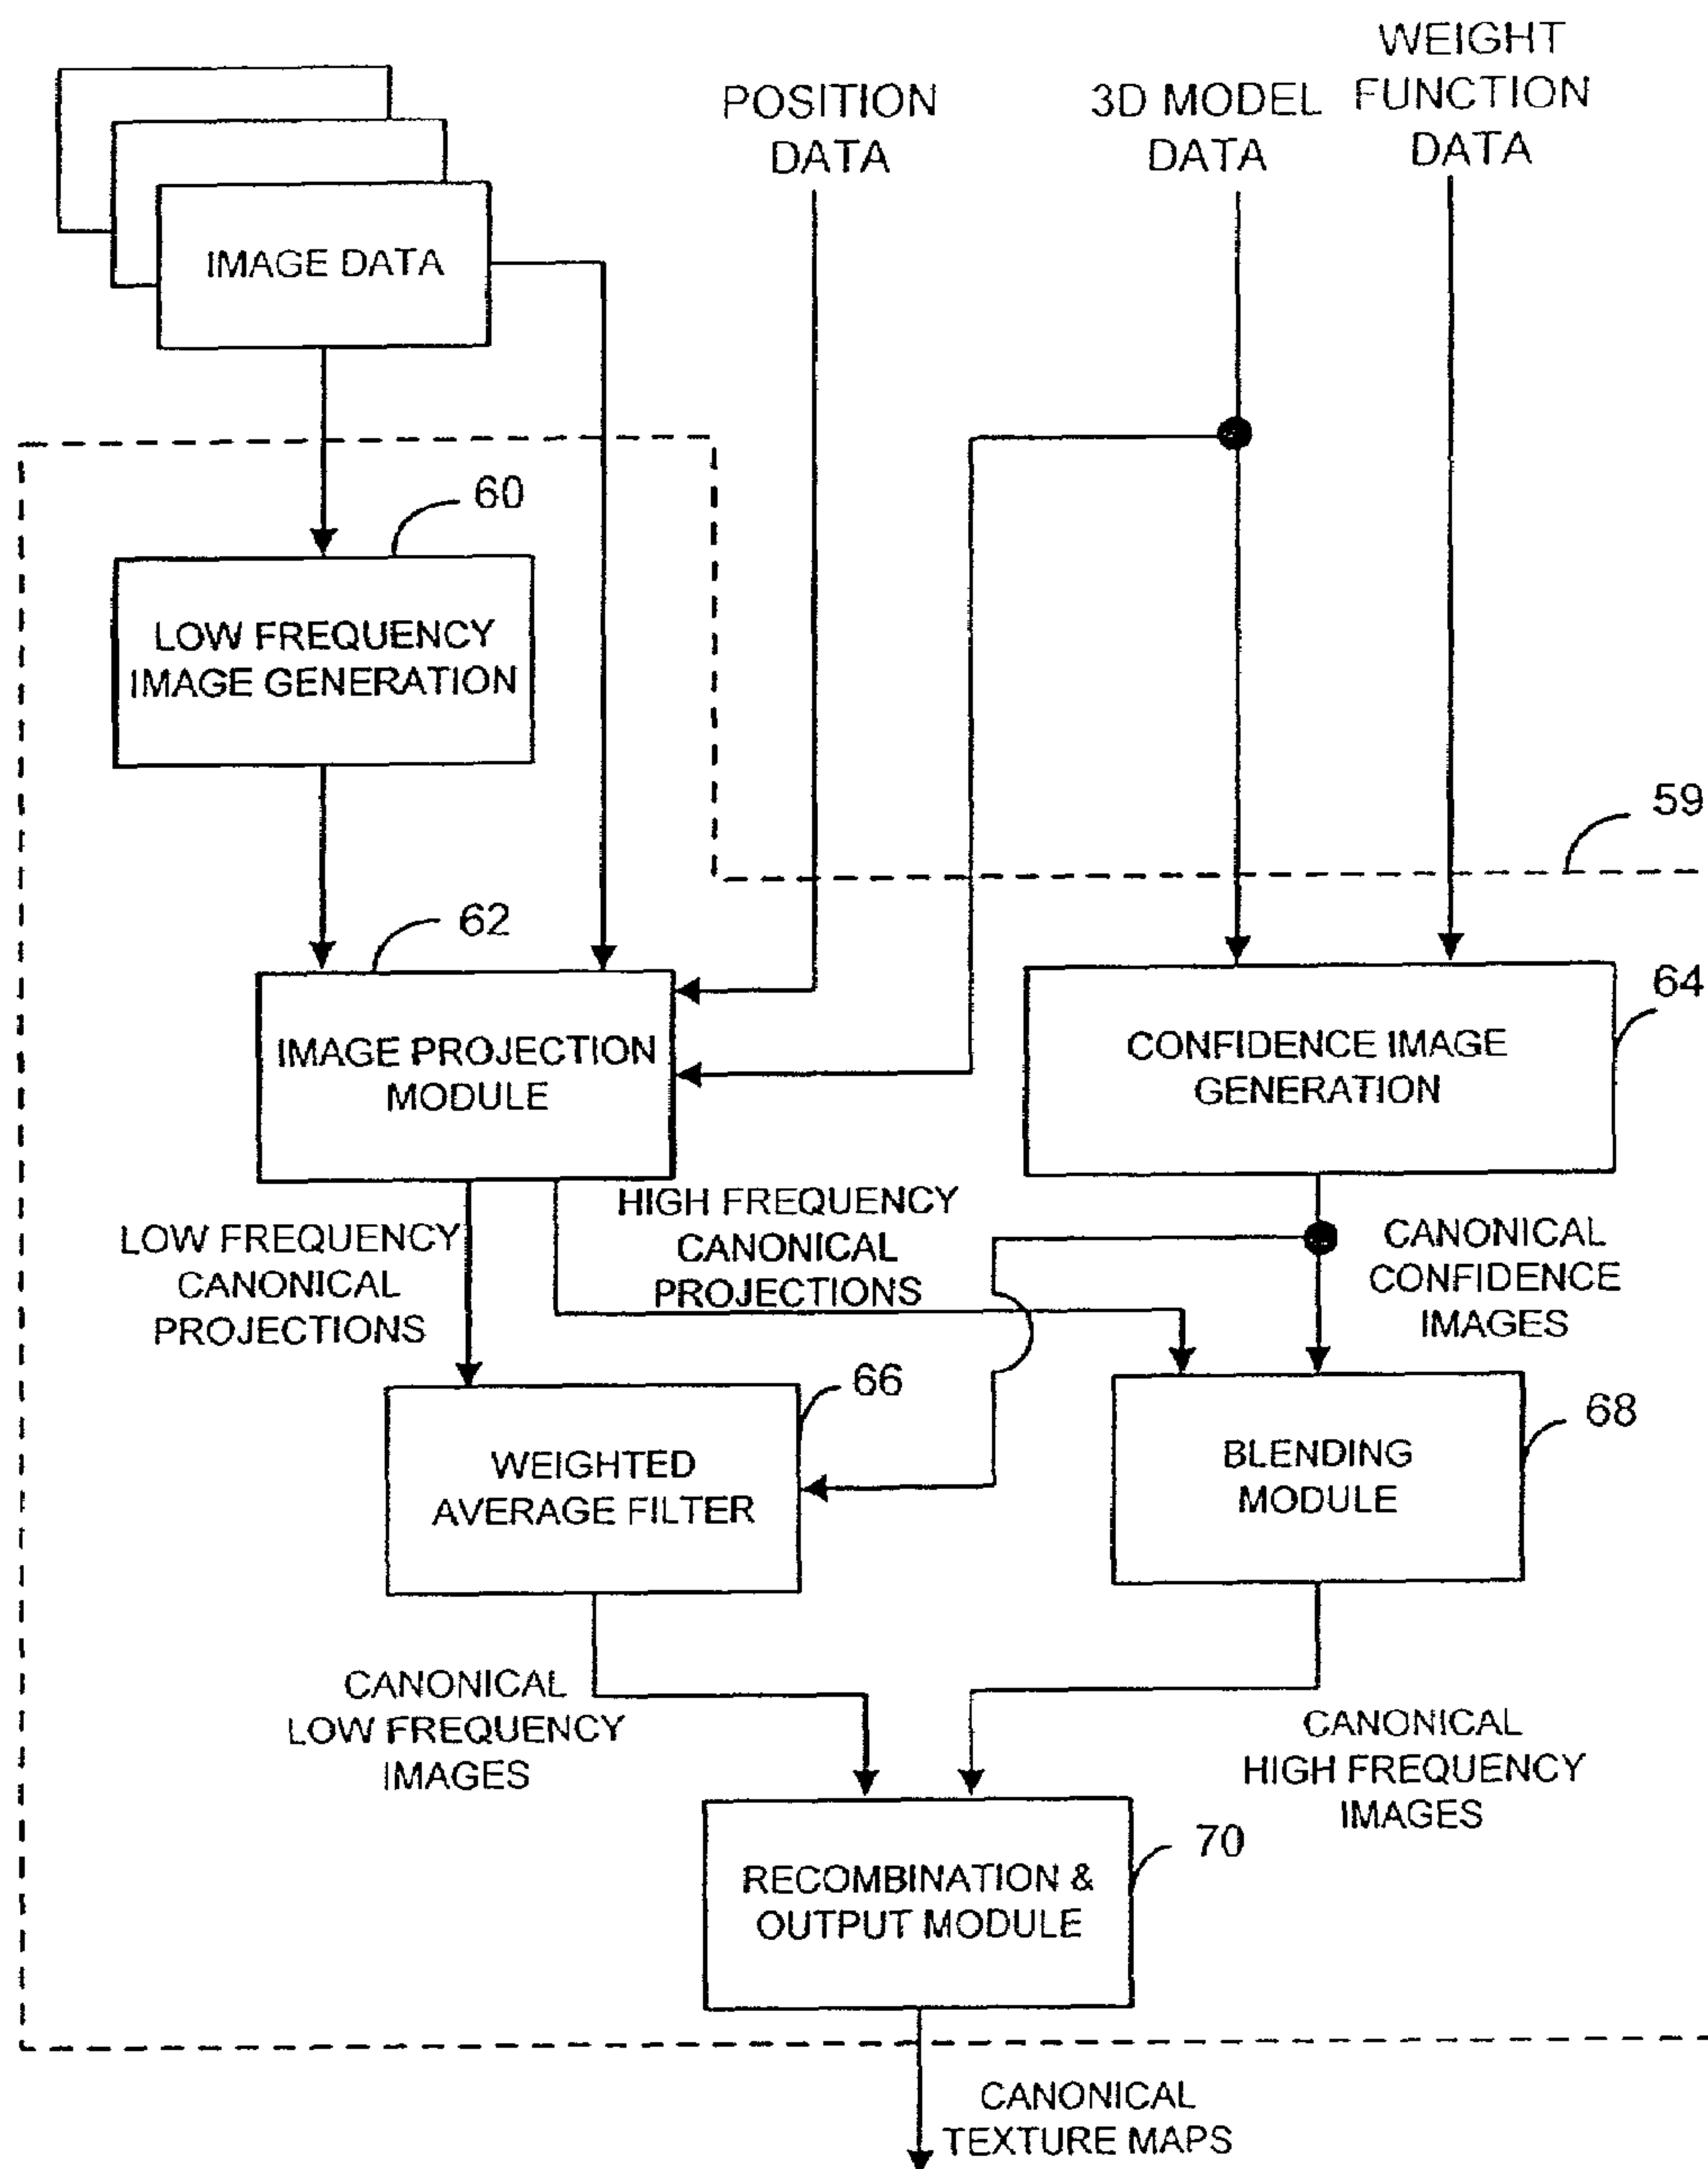 WEIGHT
FUNCTION
DATA
POSITION
DATA
3D MODEL
DATA
IMAGE DATA
60
LOW FREQUENCY
IMAGE GENERATION
59
62
IMAGE PROJECTION
MODULE
64
CONFIDENCE IMAGE
GENERATION
LOW FREQUENCY
CANONICAL
PROJECTIONS
HIGH FREQUENCY
CANONICAL
PROJECTIONS
CANONICAL
CONFIDENCE
IMAGES
66
WEIGHTED
AVERAGE FILTER
68
BLENDING
MODULE
CANONICAL
LOW FREQUENCY
IMAGES
CANONICAL
HIGH FREQUENCY
IMAGES
70
RECOMBINATION &
OUTPUT MODULE
CANONICAL
TEXTURE MAPS